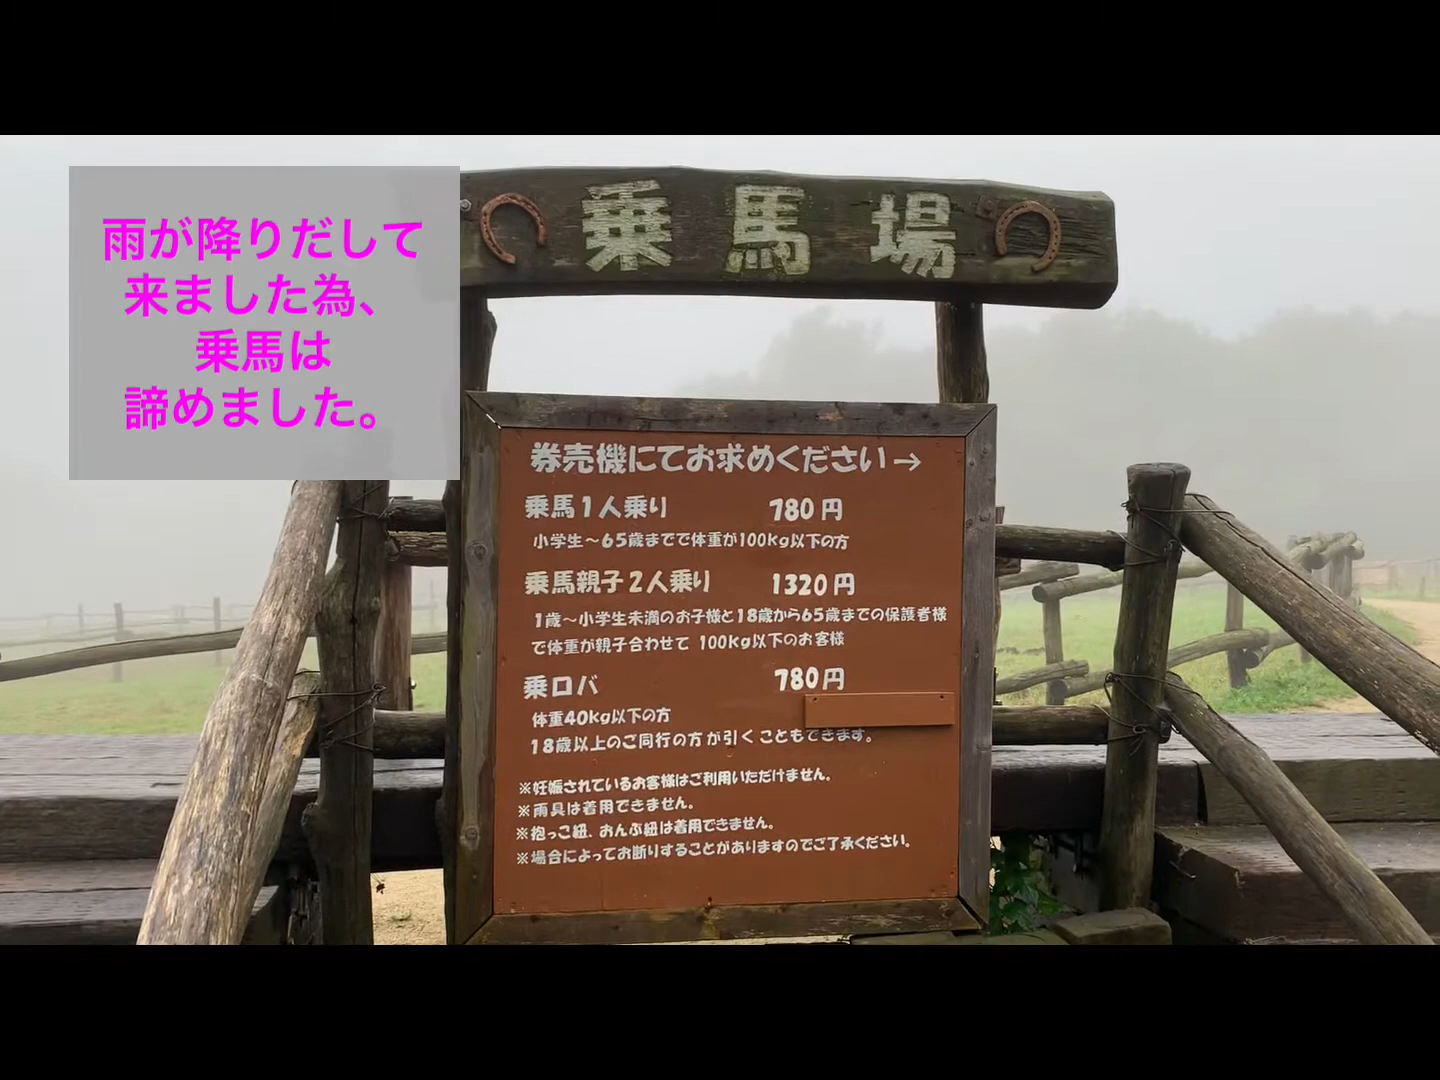 雨が降りだして
来ました為、
乗馬は
諦めました。
乗馬場
券売機にてお求めください→
乗馬1人乗り 780円
小学生～65歳までで体重が100kg以下の方
乗馬親子2人乗り 1320円
1歳～小学生未満のお子様と18歳から65歳までの保護者様
で体重が親子合わせて 100kg以下のお客様
乗ロバ 780円
体重40kg以下の方
18歳以上のご同行の方が引くこともできます。
※妊娠されているお客様はご利用いただけません。
※雨具は着用できません。
※抱っこ紐、おんぶ紐は着用できません。
※場合によってお断りすることがありますのでご了承ください。